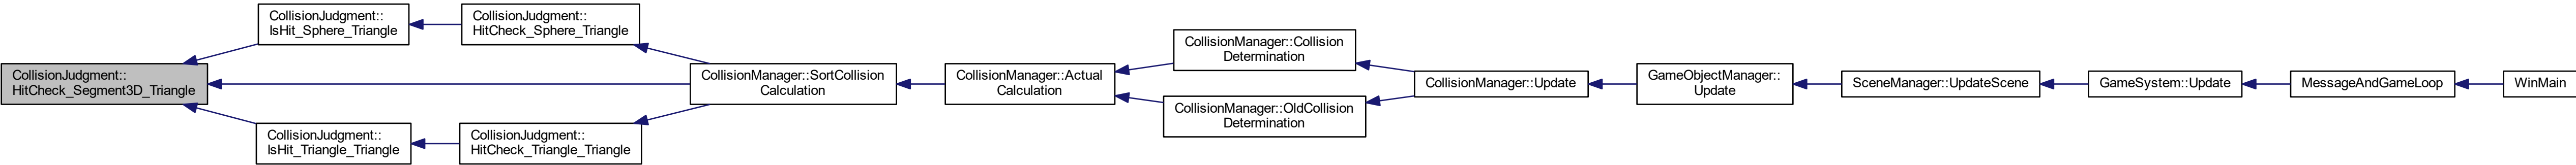 CollisionJudgment::
HitCheck_Segment3D_Triangle
CollisionJudgment::
IsHit_Sphere_Triangle
CollisionJudgment::
HitCheck_Sphere_Triangle
CollisionJudgment::
IsHit_Triangle_Triangle
CollisionJudgment::
HitCheck_Triangle_Triangle
CollisionManager::SortCollision
Calculation
CollisionManager::Actual
Calculation
CollisionManager::Collision
Determination
CollisionManager::OldCollision
Determination
CollisionManager::Update
GameObjectManager::
Update
SceneManager::UpdateScene
GameSystem::Update
MessageAndGameLoop
WinMain